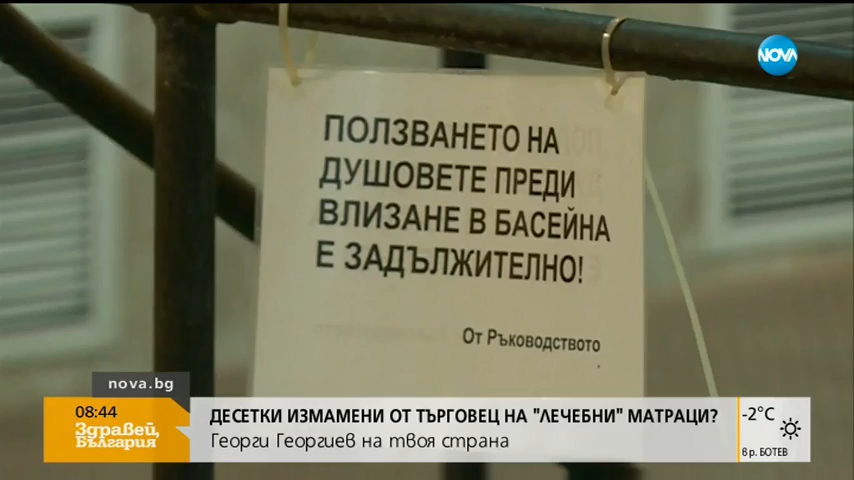 NOVA
ПОЛЗВАНЕТО НА
ДУШОВЕТЕ ПРЕДИ
ВЛИЗАНЕ В БАСЕЙНА
Е ЗАДЪЛЖИТЕЛНО!
От Ръководството
nova.bg
08:44
Здравей,
България
ДЕСЕТКИ ИЗМАМЕНИ ОТ ТЪРГОВЕЦ НА "ЛЕЧЕБНИ" МАТРАЦИ?
Георги Георгиев на твоя страна
-2°C
вр. БОТЕВ